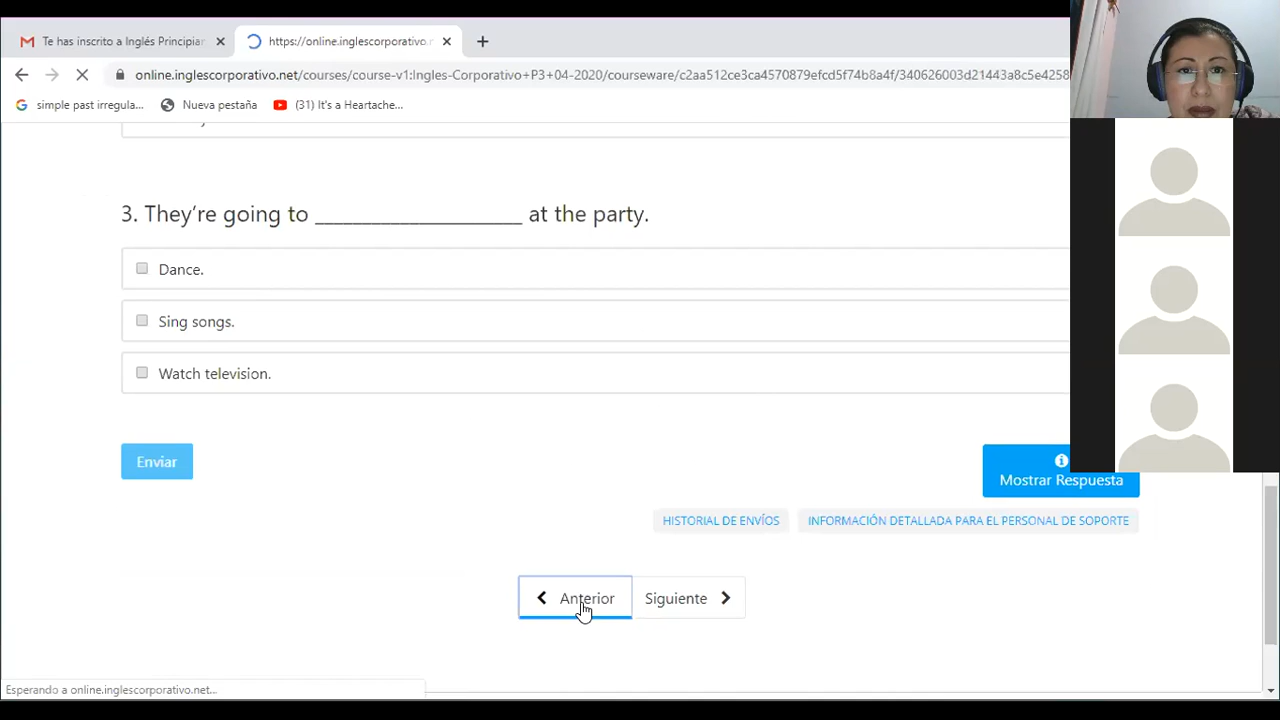 Te has inscrito a Inglés Principian
https://online.inglescorporativo.n
online.inglescorporativo.net/courses/course-v1:Ingles-Corporativo+P3+04-2020/courseware/c2aa512ce3ca4570879efcd5f74b8a4f/340626003d21443a8c5e4258
simple past irregula...
Nueva pestaña
(31) It's a Heartache...
3. They’re going to ____________________ at the party.
Dance.
Sing songs.
Watch television.
Enviar
Mostrar Respuesta
HISTORIAL DE ENVÍOS
INFORMACIÓN DETALLADA PARA EL PERSONAL DE SOPORTE
Anterior
Siguiente
Esperando a online.inglescorporativo.net...